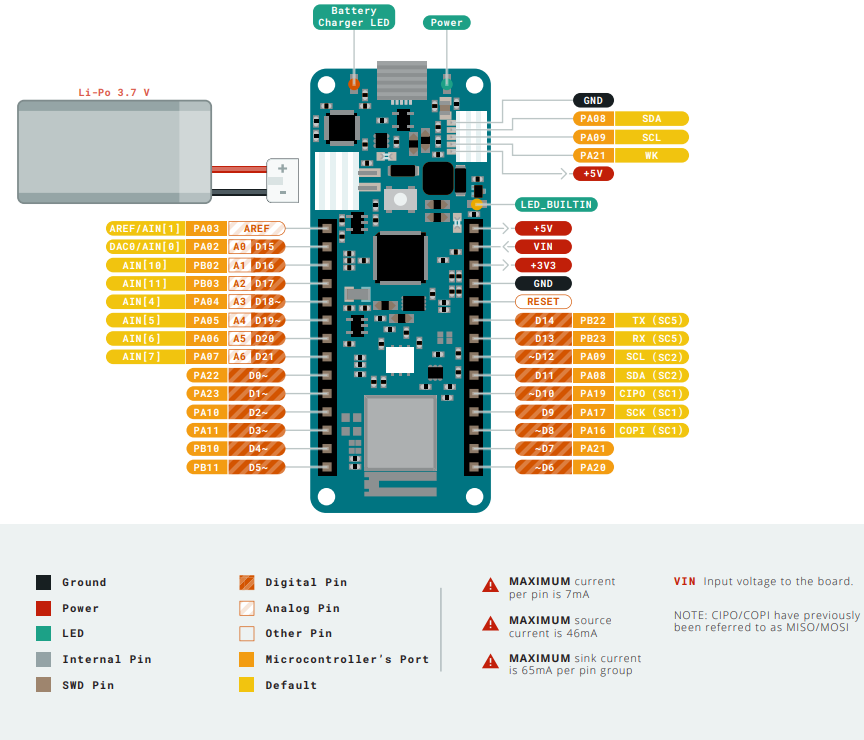 Battery
Charger LED
Power
Li-Po 3.7 V
+
-
GND
PA08 SDA
PA09 SCL
PA21 WK
+5V
LED_BUILTIN
AREF/AIN[1] PA03 AREF
DAC0/AIN[0] PA02 A0 D15
AIN[10] PB02 A1 D16
AIN[11] PB03 A2 D17
AIN[4] PA04 A3 D18~
AIN[5] PA05 A4 D19~
AIN[6] PA06 A5 D20
AIN[7] PA07 A6 D21
PA22 D0~
PA23 D1~
PA10 D2~
PA11 D3~
PB10 D4~
PB11 D5~
+5V
VIN
+3V3
GND
RESET
D14 PB22 TX (SC5)
D13 PB23 RX (SC5)
~D12 PA09 SCL (SC2)
D11 PA08 SDA (SC2)
~D10 PA19 CIPO (SC1)
D9 PA17 SCK (SC1)
~D8 PA16 COPI (SC1)
~D7 PA21
~D6 PA20
Ground
Power
LED
Internal Pin
SWD Pin
Digital Pin
Analog Pin
Other Pin
Microcontroller's Port
Default
MAXIMUM current
per pin is 7mA
MAXIMUM source
current is 46mA
MAXIMUM sink current
is 65mA per pin group
VIN Input voltage to the board.
NOTE: CIPO/COPI have previously
been referred to as MISO/MOSI